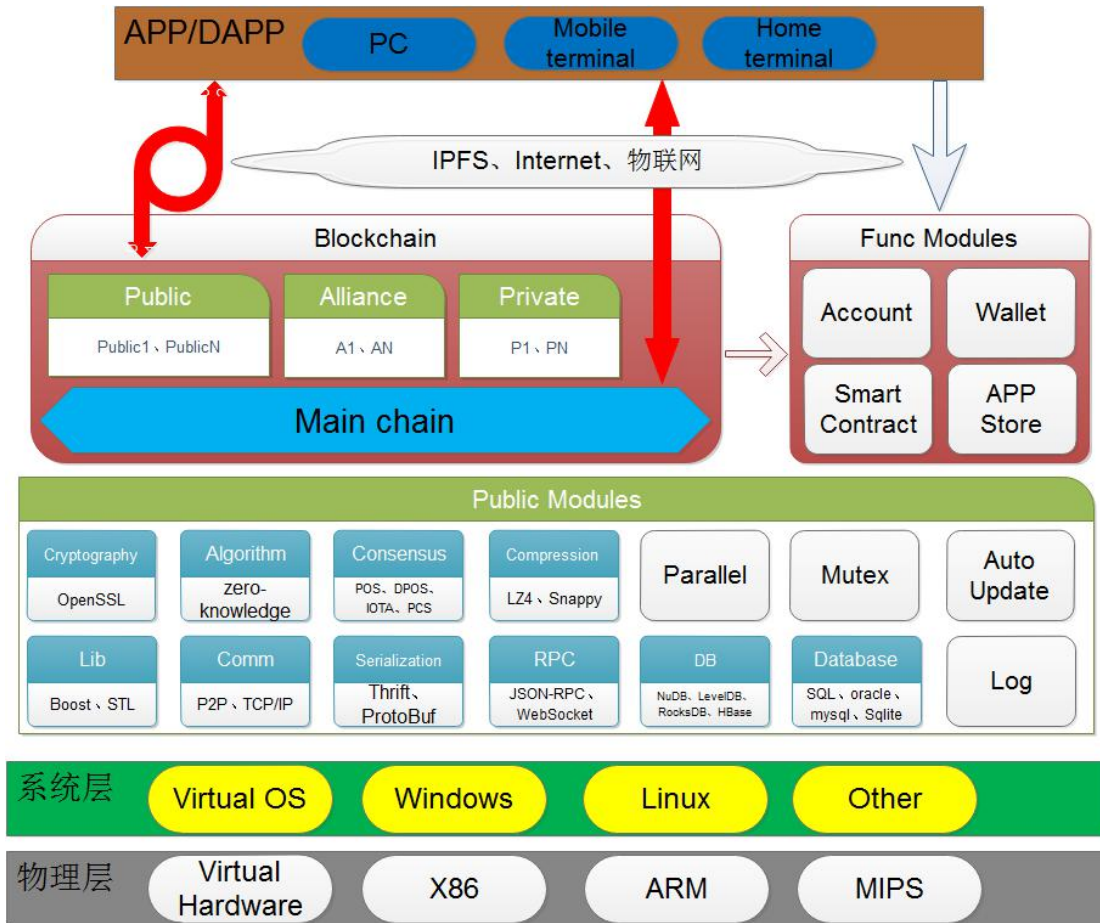 APP/DAPP
PC
Mobile
terminal
Home
terminal
IPFS、Internet、物联网
Blockchain
Public
Public1、PublicN
Alliance
A1、AN
Private
P1、PN
Main chain
Func Modules
Account
Wallet
Smart
Contract
APP
Store
Public Modules
Cryptography
OpenSSL
Algorithm
zero-
knowledge
Consensus
POS、DPOS、
IOTA、PCS
Compression
LZ4、Snappy
Parallel
Mutex
Auto
Update
Lib
Boost、STL
Comm
P2P、TCP/IP
Serialization
Thrift、
ProtoBuf
RPC
JSON-RPC、
WebSocket
DB
NuDB、LevelDB、
RooksDB、HBase
Database
SQL、oracle、
mysql、Sqlite
Log
系统层
Virtual OS
Windows
Linux
Other
物理层
Virtual
Hardware
X86
ARM
MIPS